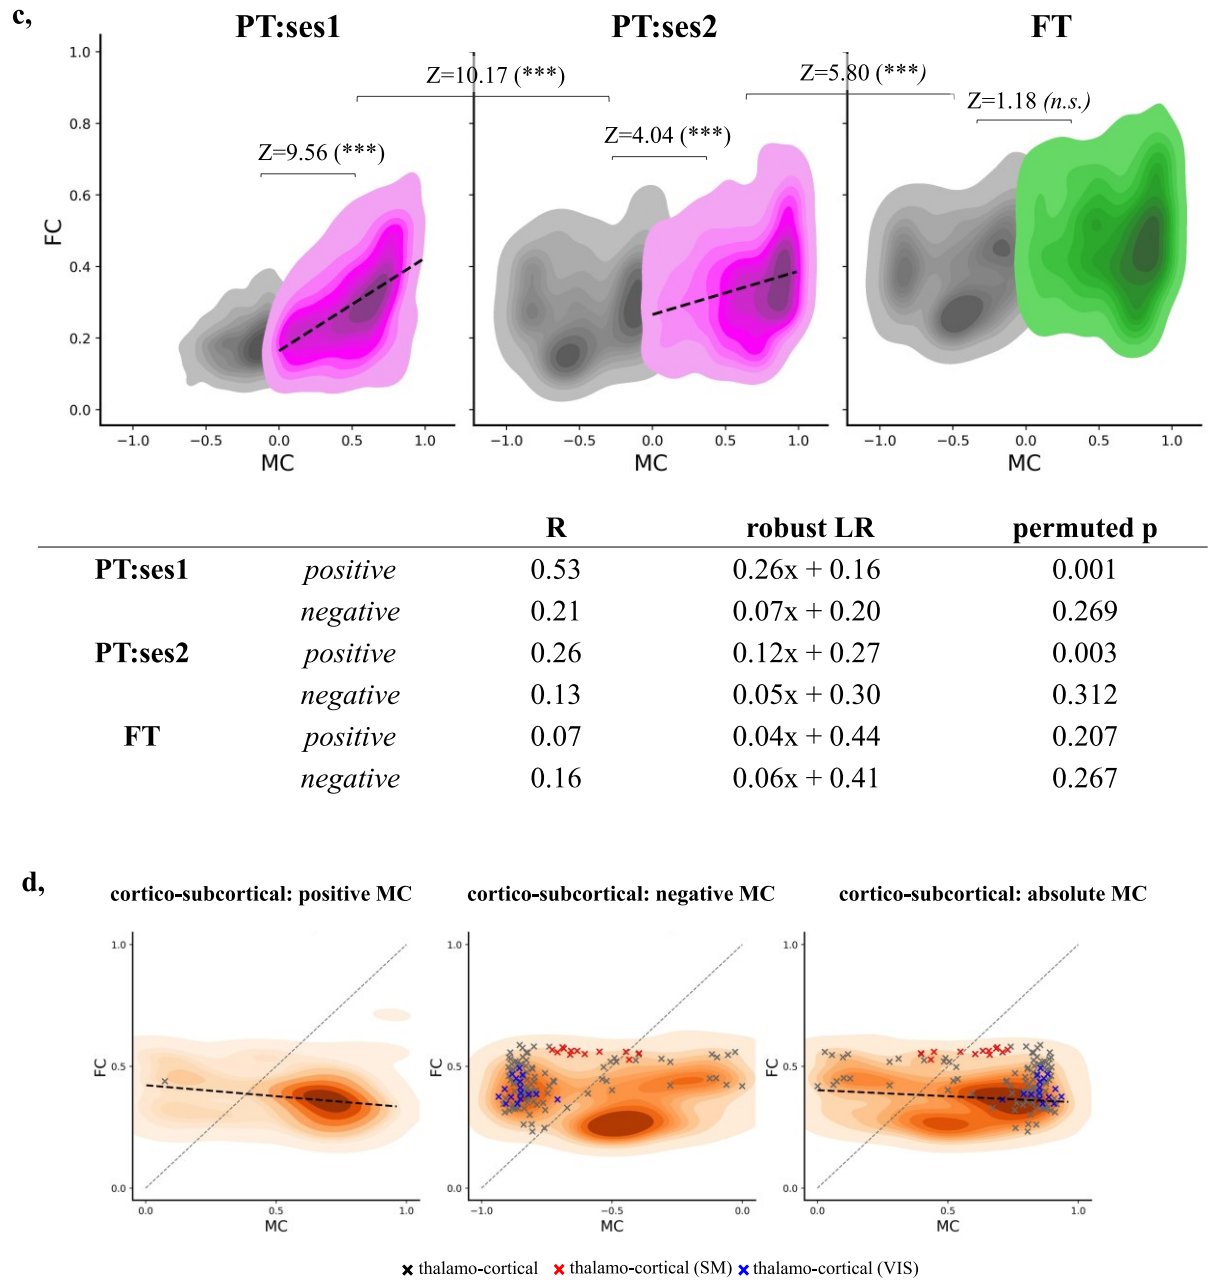 c,
PT:ses1 PT:ses2 FT
Z=10.17 (***) Z=5.80 (***)
Z=9.56 (***) Z=4.04 (***) Z=1.18 (n.s.)
FC
1.0
0.8
0.6
0.4
0.2
0.0
−1.0 −0.5 0.0 0.5 1.0 −1.0 −0.5 0.0 0.5 1.0 −1.0 −0.5 0.0 0.5 1.0
MC MC MC
R robust LR permuted p
PT:ses1 positive 0.53 0.26x + 0.16 0.001
negative 0.21 0.07x + 0.20 0.269
PT:ses2 positive 0.26 0.12x + 0.27 0.003
negative 0.13 0.05x + 0.30 0.312
FT positive 0.07 0.04x + 0.44 0.207
negative 0.16 0.06x + 0.41 0.267
d,
cortico-subcortical: positive MC cortico-subcortical: negative MC cortico-subcortical: absolute MC
1.0 1.0 1.0
FC 0.5 FC 0.5 FC 0.5
0.0 0.0 0.0
0.0 0.5 1.0 −1.0 −0.5 0.0 0.0 0.5 1.0
MC MC MC
thalamo-cortical thalamo-cortical (SM) thalamo-cortical (VIS)